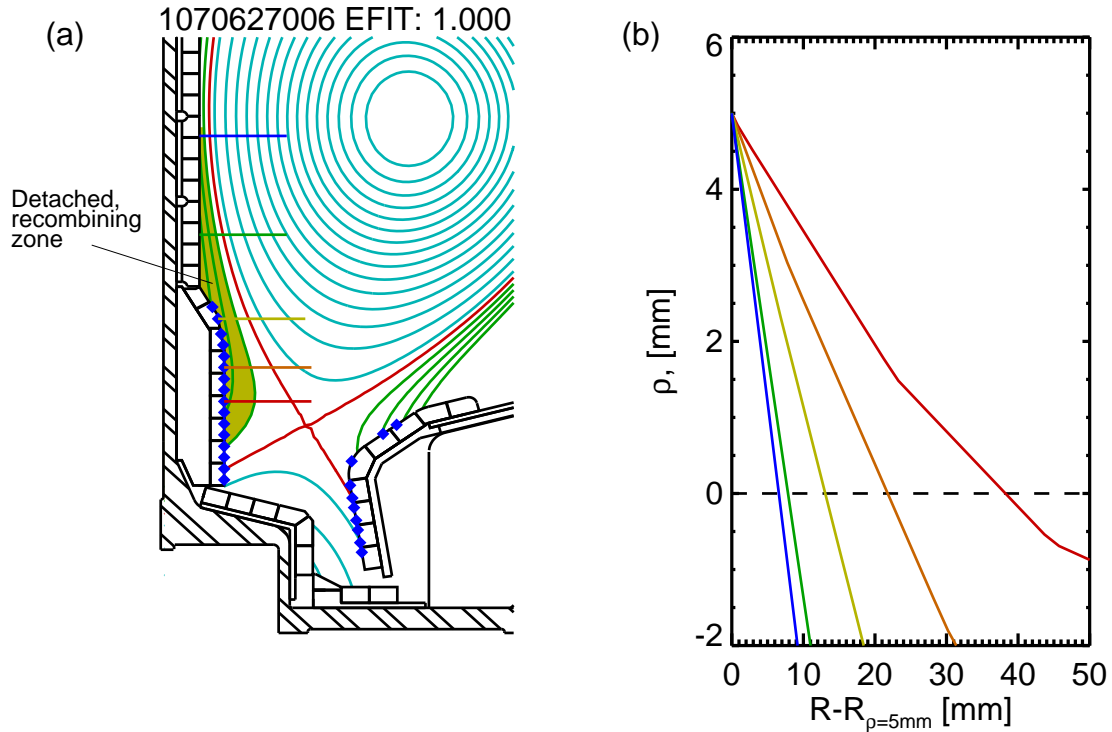 1070627006 EFIT: 1.000
(a)
Detached,
recombining
zone
(b)
6
4
2
0
-2
ρ, [mm]
0 10 20 30 40 50
R-Rρ=5mm [mm]